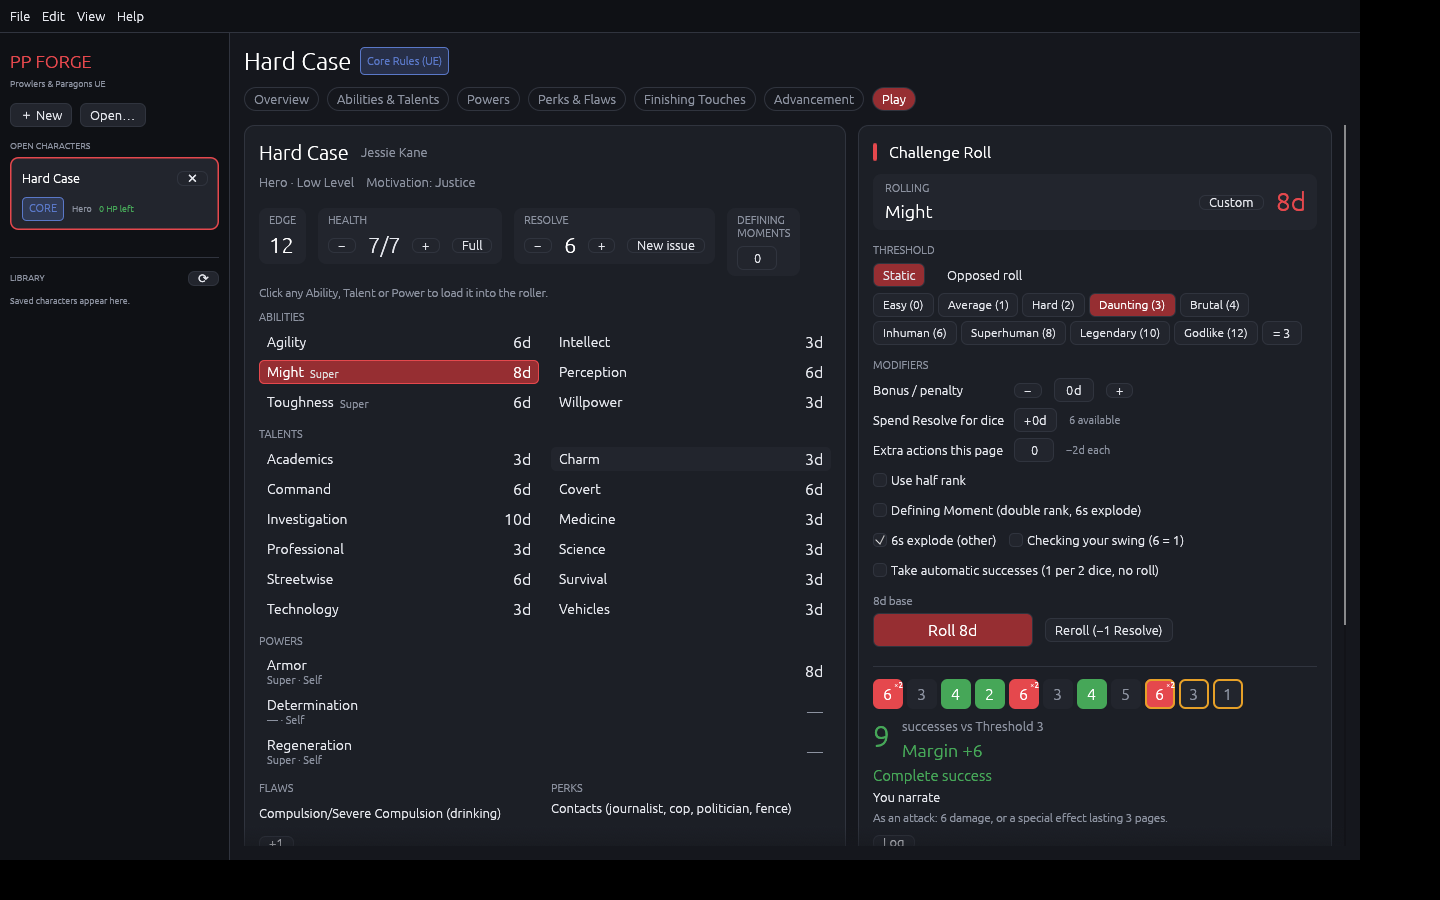 File Edit View Help
PP FORGE
Prowlers & Paragons UE
+ New Open…
OPEN CHARACTERS
Hard Case ✕
CORE Hero 0 HP left
LIBRARY ⟳
Saved characters appear here.
Hard Case Core Rules (UE)
Overview Abilities & Talents Powers Perks & Flaws Finishing Touches Advancement Play
Hard Case Jessie Kane
Hero · Low Level Motivation: Justice
EDGE
12
HEALTH
− 7/7 + Full
RESOLVE
− 6 + New issue
DEFINING
MOMENTS
0
Click any Ability, Talent or Power to load it into the roller.
ABILITIES
Agility 6d Intellect 3d
Might Super 8d Perception 6d
Toughness Super 6d Willpower 3d
TALENTS
Academics 3d Charm 3d
Command 6d Covert 6d
Investigation 10d Medicine 3d
Professional 3d Science 3d
Streetwise 6d Survival 3d
Technology 3d Vehicles 3d
POWERS
Armor 8d
Super · Self
Determination —
— · Self
Regeneration —
Super · Self
FLAWS
Compulsion/Severe Compulsion (drinking)
+1
PERKS
Contacts (journalist, cop, politician, fence)
Challenge Roll
ROLLING
Might Custom 8d
THRESHOLD
Static Opposed roll
Easy (0) Average (1) Hard (2) Daunting (3) Brutal (4)
Inhuman (6) Superhuman (8) Legendary (10) Godlike (12) = 3
MODIFIERS
Bonus / penalty − 0d +
Spend Resolve for dice +0d 6 available
Extra actions this page 0 −2d each
Use half rank
Defining Moment (double rank, 6s explode)
6s explode (other) Checking your swing (6 = 1)
Take automatic successes (1 per 2 dice, no roll)
8d base
Roll 8d Reroll (−1 Resolve)
6 ×2 3 4 2 6 ×2 3 4 5 6 ×2 3 1
9 successes vs Threshold 3
Margin +6
Complete success
You narrate
As an attack: 6 damage, or a special effect lasting 3 pages.
Log